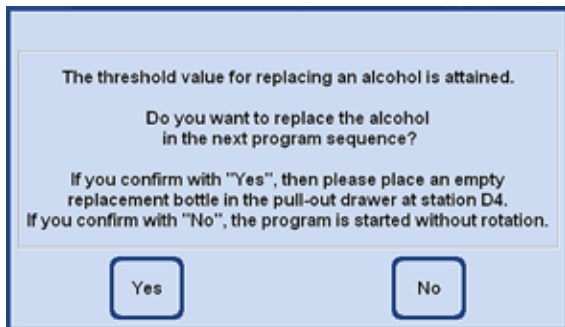 The threshold value for replacing an alcohol is attained.
Do you want to replace the alcohol
in the next program sequence?
If you confirm with "Yes", then please place an empty
replacement bottle in the pull-out drawer at station D4.
If you confirm with "No", the program is started without rotation.
Yes
No